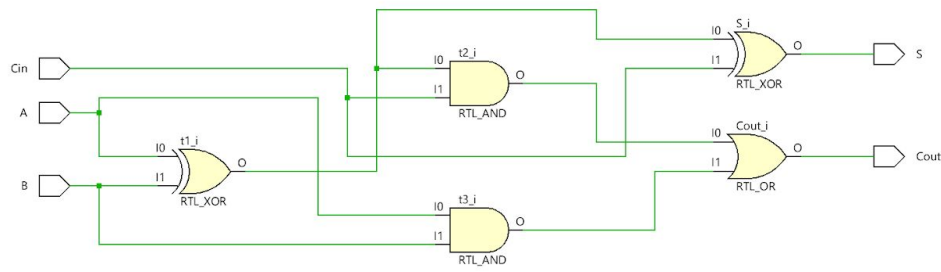 S_i
t2_i
I0
O
S
Cin
I0
I1
O
I1
RTL_XOR
RTL_AND
A
Cout_i
t1_i
I0
I0
O
Cout
O
I1
B
I1
RTL_OR
RTL_XOR
t3_i
I0
O
I1
RTL_AND